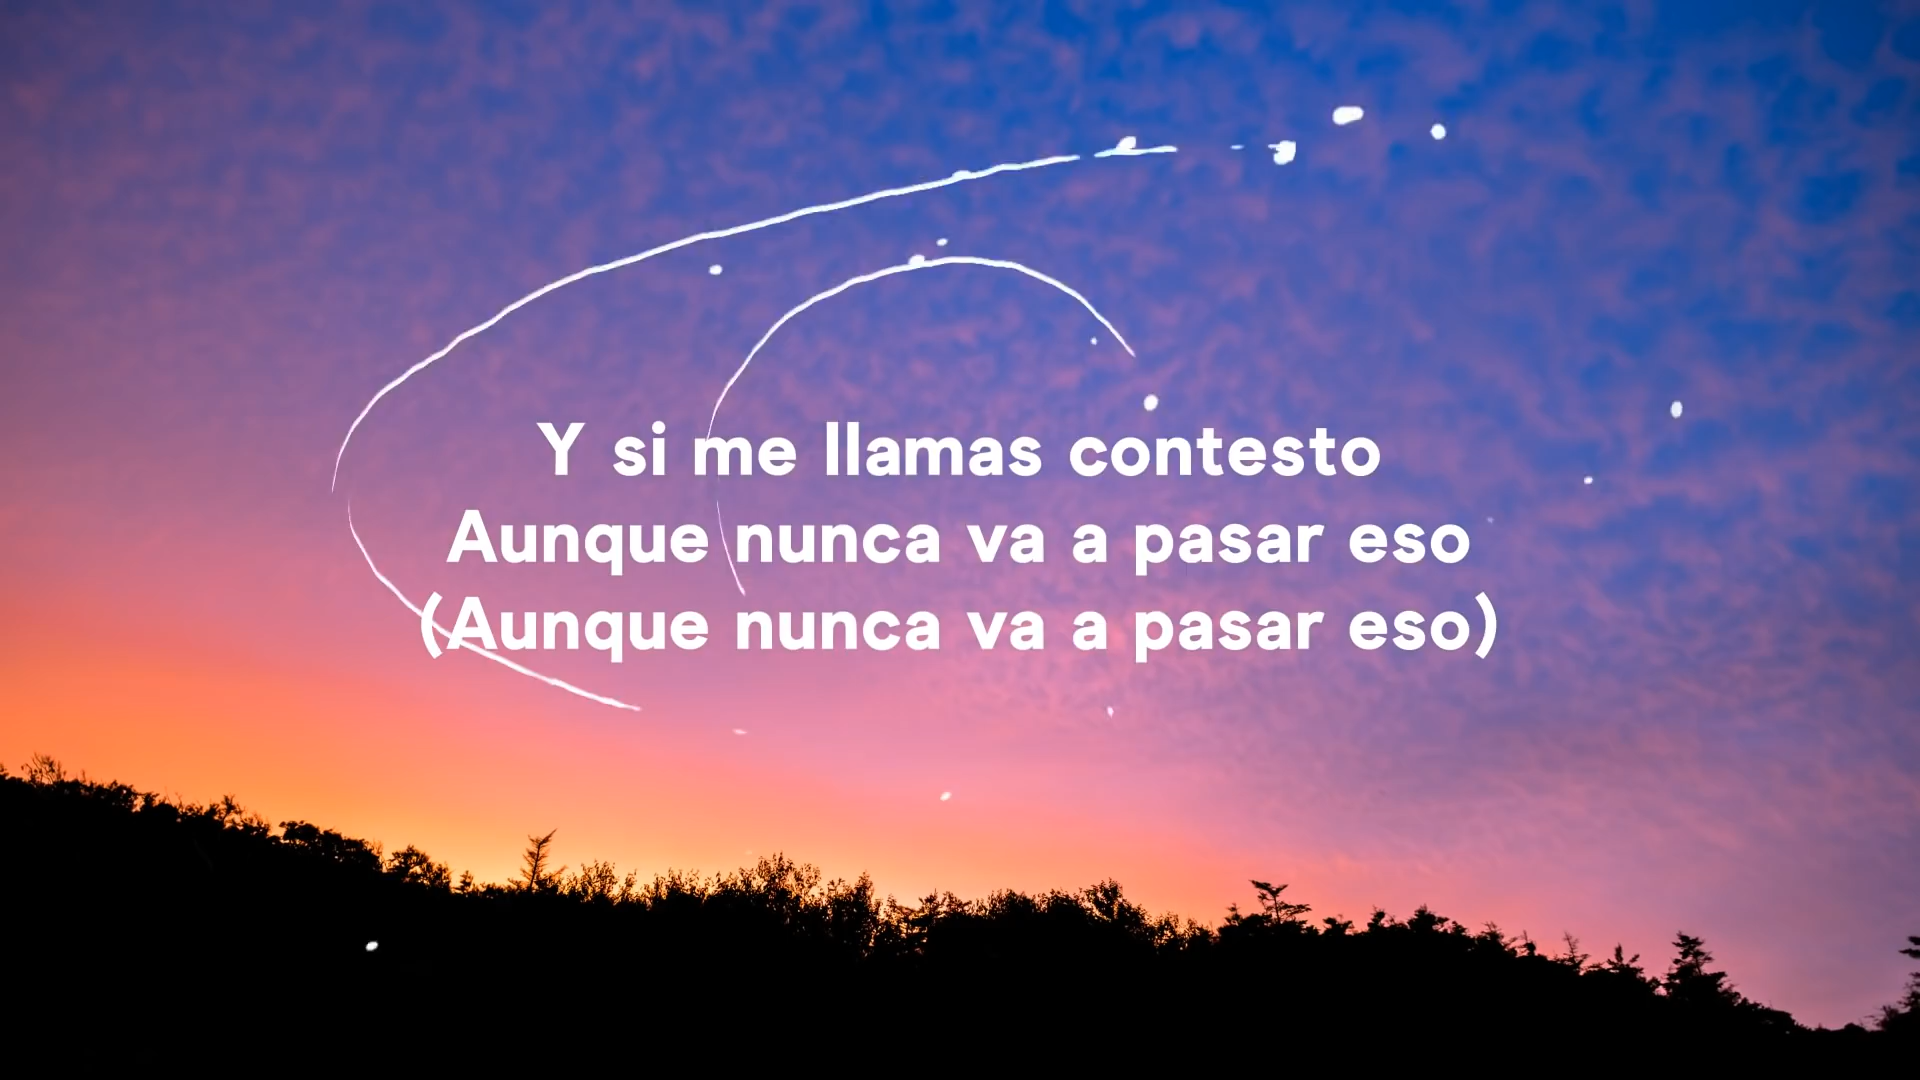 Y si me llamas contesto
Aunque nunca va a pasar eso
(Aunque nunca va a pasar eso)